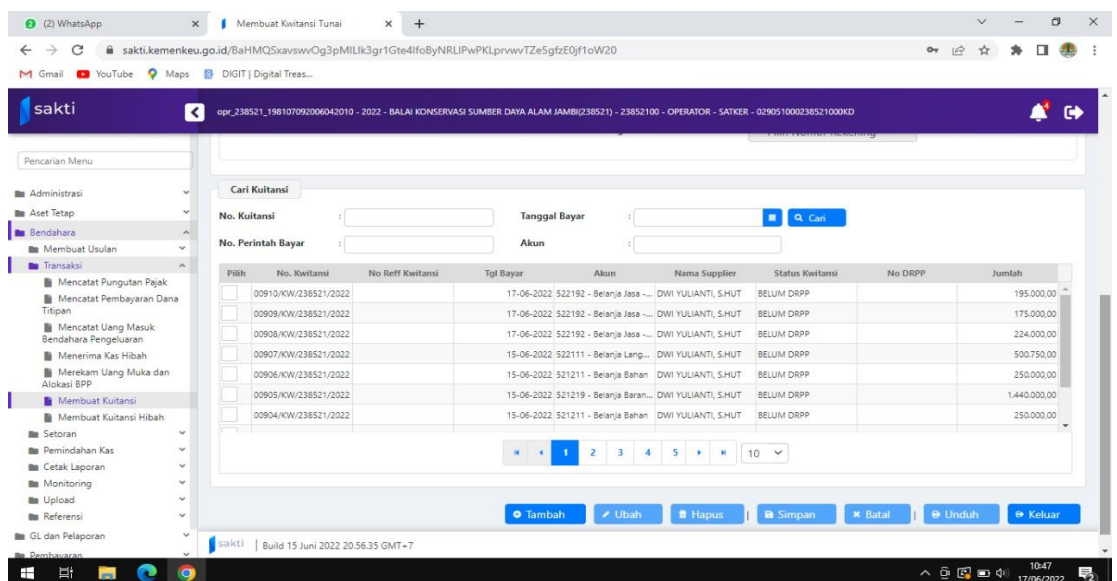 (2) WhatsApp
Membuat Kwitansi Tunai
sakti.kemenkeu.go.id/BaHMQSxavswvOg3pMILlk3gr1Gte4IfoByNRLIPwPKLprvwvTZe5gfzE0jf1oW20
Gmail YouTube Maps DIGIT | Digital Treas...
sakti
opr_238521_198107092006042010 - 2022 - BALAI KONSERVASI SUMBER DAYA ALAM JAMBI(238521) - 23852100 - OPERATOR - SATKER - 029051000238521000KD
4
Pencarian Menu
Administrasi
Aset Tetap
Bendahara
Membuat Usulan
Transaksi
Mencatat Pungutan Pajak
Mencatat Pembayaran Dana
Titipan
Mencatat Uang Masuk
Bendahara Pengeluaran
Menerima Kas Hibah
Merekam Uang Muka dan
Alokasi BPP
Membuat Kuitansi
Membuat Kuitansi Hibah
Setoran
Pemindahan Kas
Cetak Laporan
Monitoring
Upload
Referensi
GL dan Pelaporan
Pembayaran
Cari Kuitansi
No. Kuitansi : Tanggal Bayar : Cari
No. Perintah Bayar : Akun :
Pilih No. Kwitansi No Reff Kwitansi Tgl Bayar Akun Nama Supplier Status Kwitansi No DRPP Jumlah
00910/KW/238521/2022 17-06-2022 522192 - Belanja Jasa -... DWI YULIANTI, S.HUT BELUM DRPP 195.000,00
00909/KW/238521/2022 17-06-2022 522192 - Belanja Jasa -... DWI YULIANTI, S.HUT BELUM DRPP 175.000,00
00908/KW/238521/2022 17-06-2022 522192 - Belanja Jasa -... DWI YULIANTI, S.HUT BELUM DRPP 224.000,00
00907/KW/238521/2022 15-06-2022 522111 - Belanja Lang... DWI YULIANTI, S.HUT BELUM DRPP 500.750,00
00906/KW/238521/2022 15-06-2022 521211 - Belanja Bahan DWI YULIANTI, S.HUT BELUM DRPP 250.000,00
00905/KW/238521/2022 15-06-2022 521219 - Belanja Baran... DWI YULIANTI, S.HUT BELUM DRPP 1.440.000,00
00904/KW/238521/2022 15-06-2022 521211 - Belanja Bahan DWI YULIANTI, S.HUT BELUM DRPP 250.000,00
1 2 3 4 5 10
Tambah Ubah Hapus | Simpan Batal | Unduh Keluar
sakti | Build 15 Juni 2022 20.56.35 GMT+7
10:47
17/06/2022